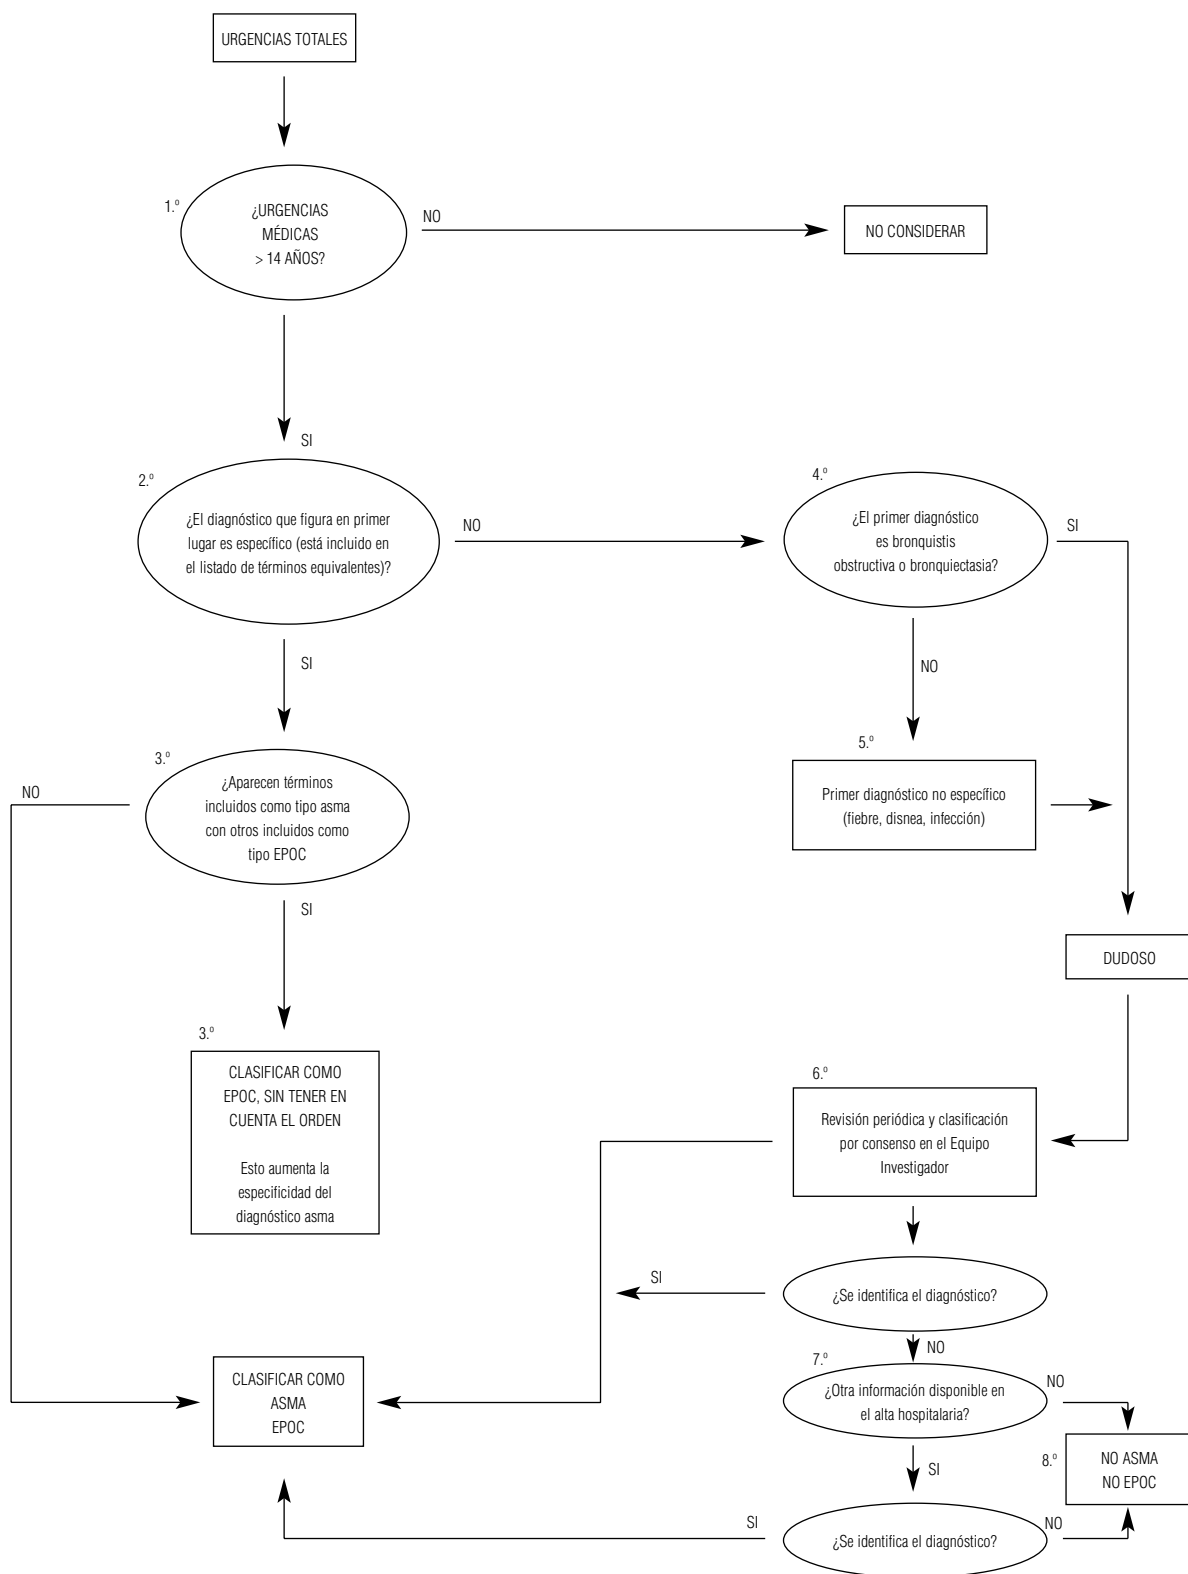 URGENCIAS TOTALES
1.º
¿URGENCIAS
MÉDICAS
> 14 AÑOS?
NO
NO CONSIDERAR
SI
2.º
¿El diagnóstico que figura en primer
lugar es específico (está incluido en
el listado de términos equivalentes)?
NO
4.º
¿El primer diagnóstico
es bronquistis
obstructiva o bronquiectasia?
SI
SI
NO
3.º
¿Aparecen términos
incluidos como tipo asma
con otros incluidos como
tipo EPOC
NO
5.º
Primer diagnóstico no específico
(fiebre, disnea, infección)
SI
DUDOSO
3.º
CLASIFICAR COMO
EPOC, SIN TENER EN
CUENTA EL ORDEN
Esto aumenta la
especificidad del
diagnóstico asma
6.º
Revisión periódica y clasificación
por consenso en el Equipo
Investigador
SI
¿Se identifica el diagnóstico?
NO
7.º
¿Otra información disponible en
el alta hospitalaria?
NO
CLASIFICAR COMO
ASMA
EPOC
8.º
NO ASMA
NO EPOC
SI
SI
¿Se identifica el diagnóstico?
NO